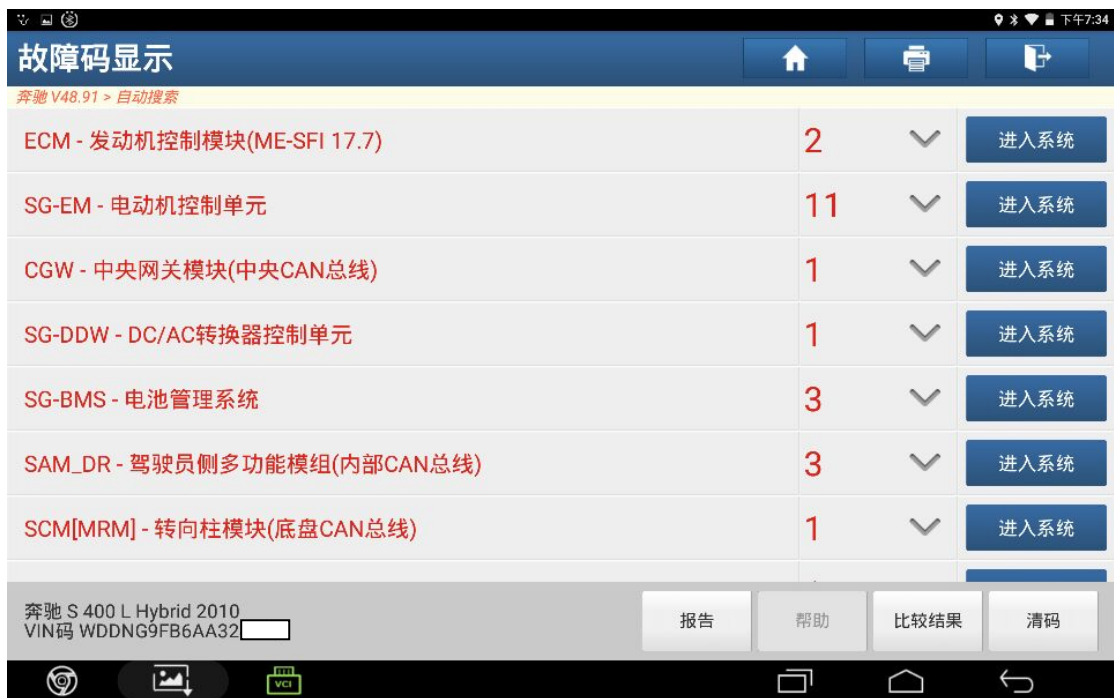 下午7:34
故障码显示
奔驰 V48.91 > 自动搜索
ECM - 发动机控制模块(ME-SFI 17.7) 2 进入系统
SG-EM - 电动机控制单元 11 进入系统
CGW - 中央网关模块(中央CAN总线) 1 进入系统
SG-DDW - DC/AC转换器控制单元 1 进入系统
SG-BMS - 电池管理系统 3 进入系统
SAM_DR - 驾驶员侧多功能模组(内部CAN总线) 3 进入系统
SCM[MRM] - 转向柱模块(底盘CAN总线) 1 进入系统
奔驰 S 400 L Hybrid 2010
VIN码 WDDNG9FB6AA32
报告 帮助 比较结果 清码
VCI